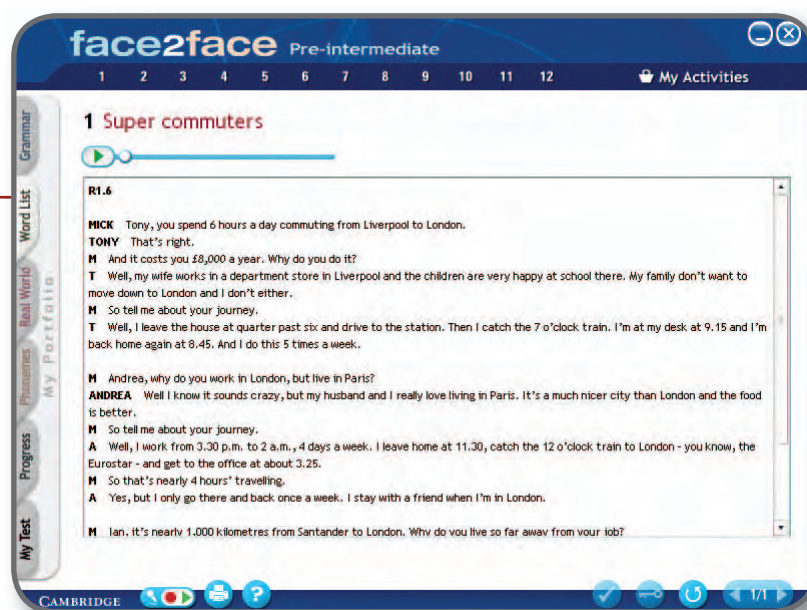 face2face Pre-intermediate
1 2 3 4 5 6 7 8 9 10 11 12 My Activities
Grammar
Word List
Real World
Phonemes
Progress
My Test
My Portfolio
1 Super commuters
R1.6
MICK Tony, you spend 6 hours a day commuting from Liverpool to London.
TONY That's right.
M And it costs you £8,000 a year. Why do you do it?
T Well, my wife works in a department store in Liverpool and the children are very happy at school there. My family don't want to
move down to London and I don't either.
M So tell me about your journey.
T Well, I leave the house at quarter past six and drive to the station. Then I catch the 7 o'clock train. I'm at my desk at 9.15 and I'm
back home again at 8.45. And I do this 5 times a week.
M Andrea, why do you work in London, but live in Paris?
ANDREA Well I know it sounds crazy, but my husband and I really love living in Paris. It's a much nicer city than London and the food
is better.
M So tell me about your journey.
A Well, I work from 3.30 p.m. to 2 a.m., 4 days a week. I leave home at 11.30, catch the 12 o'clock train to London - you know, the
Eurostar - and get to the office at about 3.25.
M So that's nearly 4 hours' travelling.
A Yes, but I only go there and back once a week. I stay with a friend when I'm in London.
M Ian, it's nearly 1,000 kilometres from Santander to London. Why do you live so far away from your job?
CAMBRIDGE ? 1/1